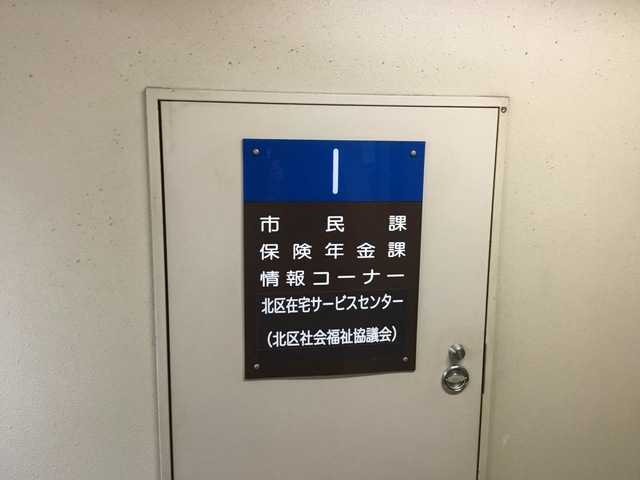 1
市民課
保険年金課
情報コーナー
北区在宅サービスセンター
(北区社会福祉協議会)